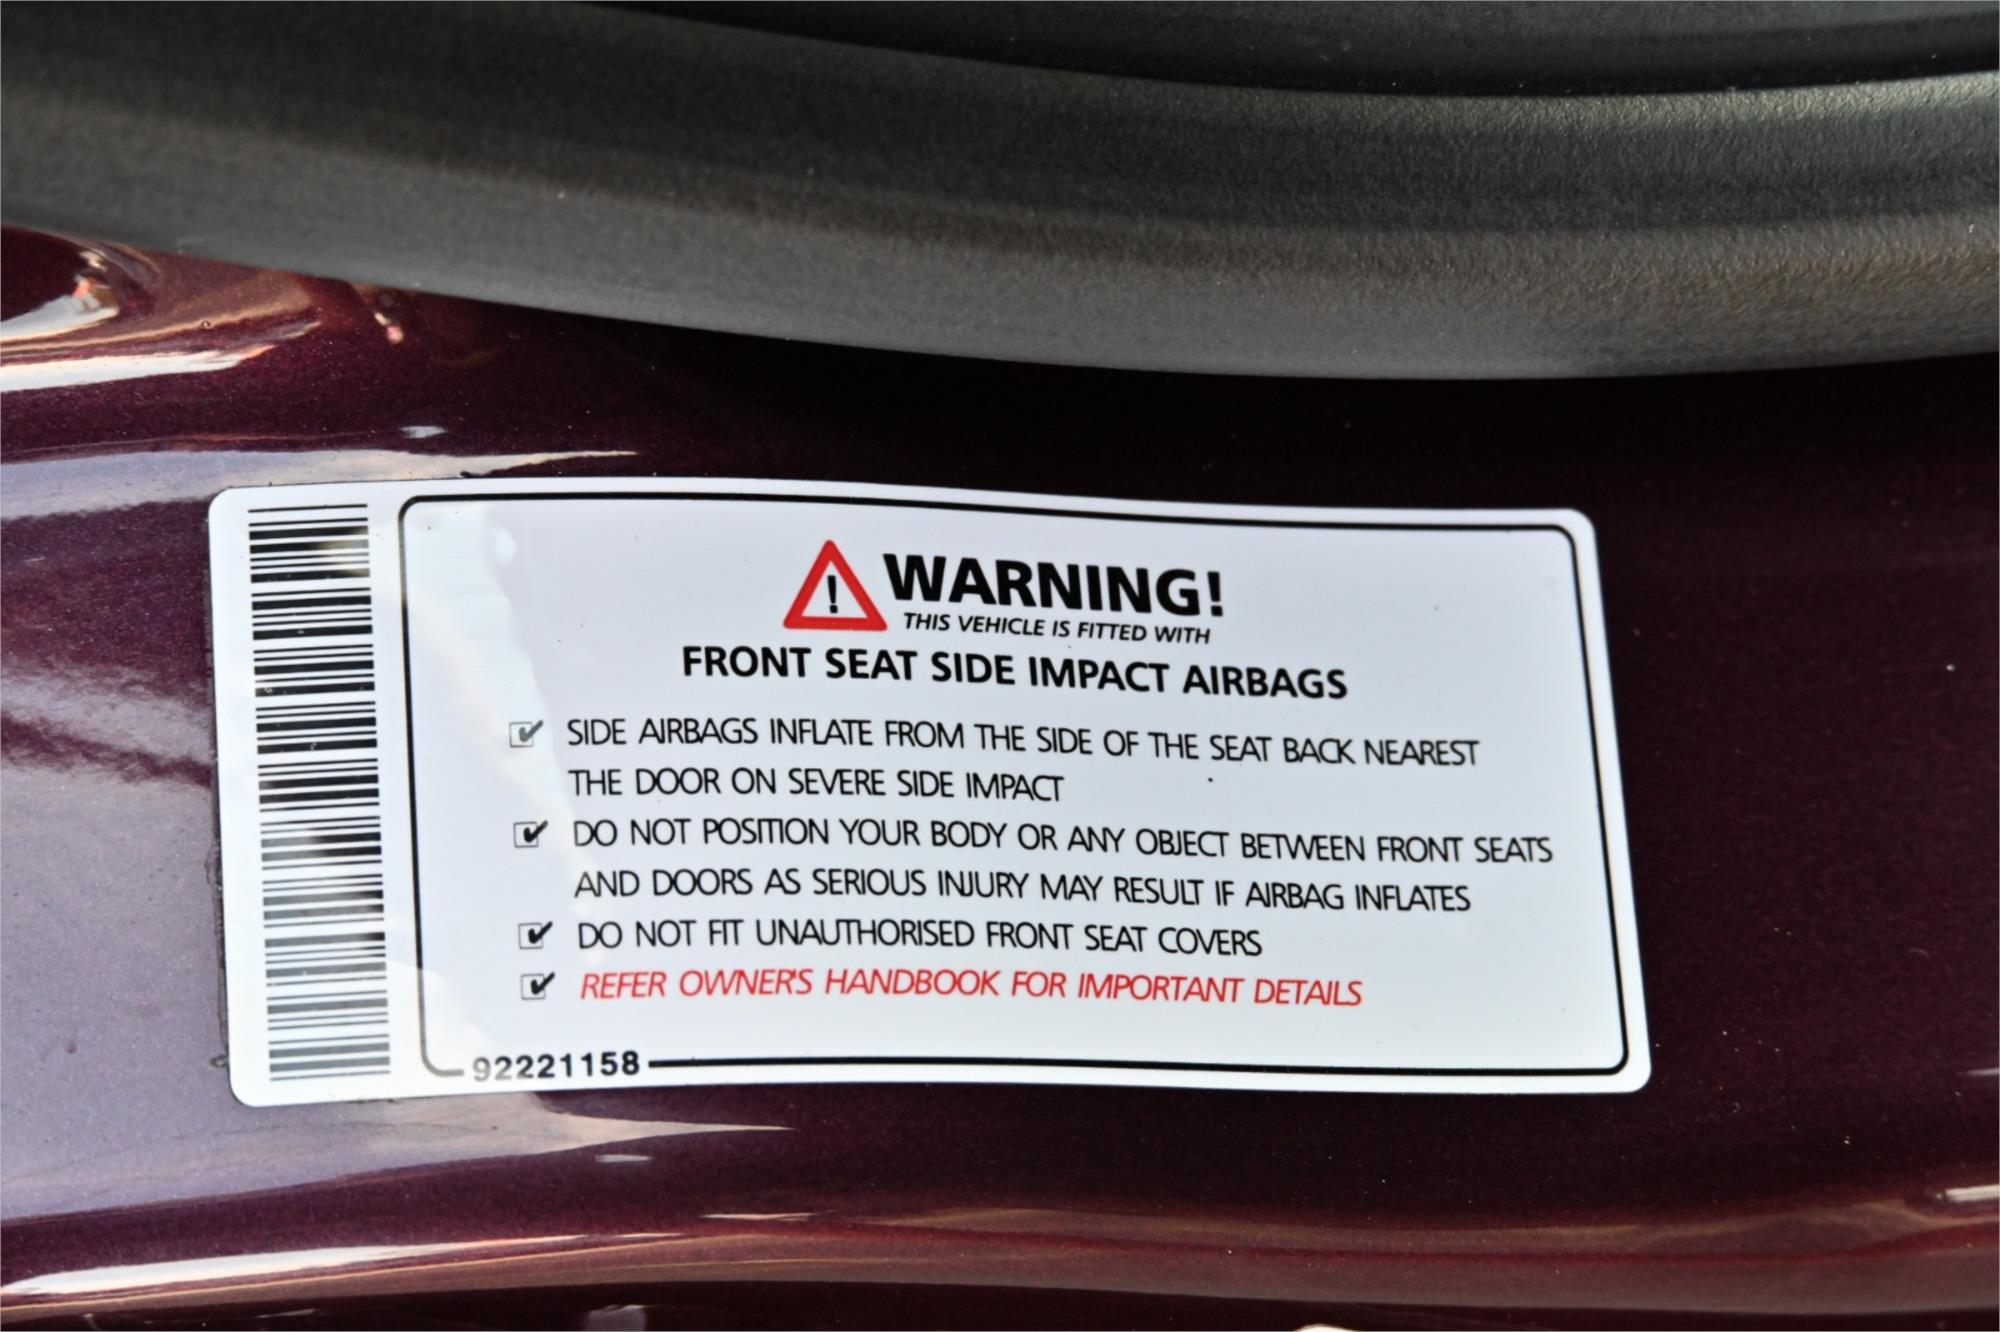 !
WARNING!
THIS VEHICLE IS FITTED WITH
FRONT SEAT SIDE IMPACT AIRBAGS
SIDE AIRBAGS INFLATE FROM THE SIDE OF THE SEAT BACK NEAREST
THE DOOR ON SEVERE SIDE IMPACT
DO NOT POSITION YOUR BODY OR ANY OBJECT BETWEEN FRONT SEATS
AND DOORS AS SERIOUS INJURY MAY RESULT IF AIRBAG INFLATES
DO NOT FIT UNAUTHORISED FRONT SEAT COVERS
REFER OWNER'S HANDBOOK FOR IMPORTANT DETAILS
92221158